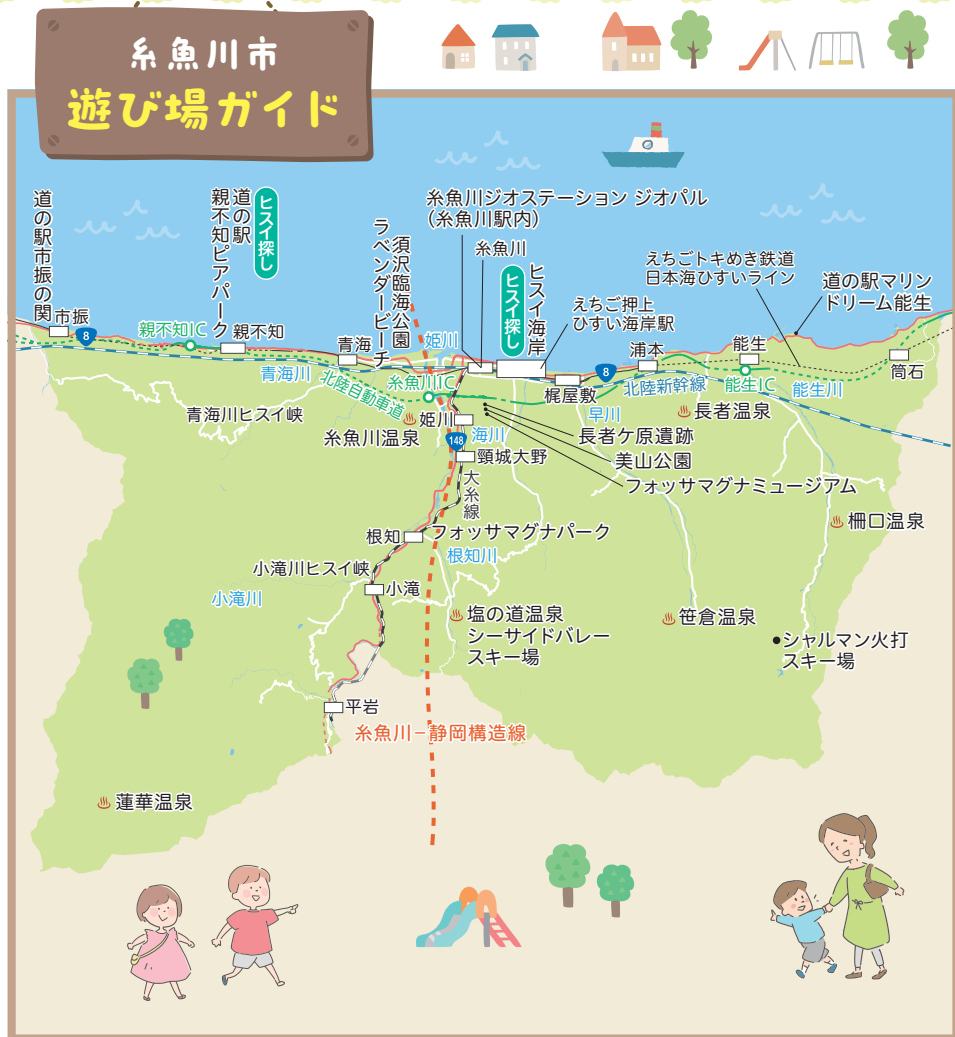 糸魚川市
遊び場ガイド
道の駅市振の関
道の駅
親不知ピアパーク
ヒスイ探し
須沢臨海公園
ラベンダービーチ
糸魚川ジオステーション ジオパル
(糸魚川駅内)
糸魚川
ヒスイ探し
ヒスイ海岸
えちご押上
ひすい海岸駅
えちごトキめき鉄道
日本海ひすいライン
道の駅マリン
ドリーム能生
市振
8
親不知IC
親不知
青海
姫川
浦本
能生
筒石
青海川
北陸自動車道
糸魚川IC
梶屋敷
8
北陸新幹線
能生IC
能生川
青海川ヒスイ峡
姫川
糸魚川温泉
海川
早川
長者温泉
148
頸城大野
長者ケ原遺跡
美山公園
フォッサマグナミュージアム
大糸線
柵口温泉
根知
フォッサマグナパーク
根知川
小滝川ヒスイ峡
小滝
小滝川
塩の道温泉
シーサイドバレー
スキー場
笹倉温泉
シャルマン火打
スキー場
平岩
糸魚川−静岡構造線
蓮華温泉